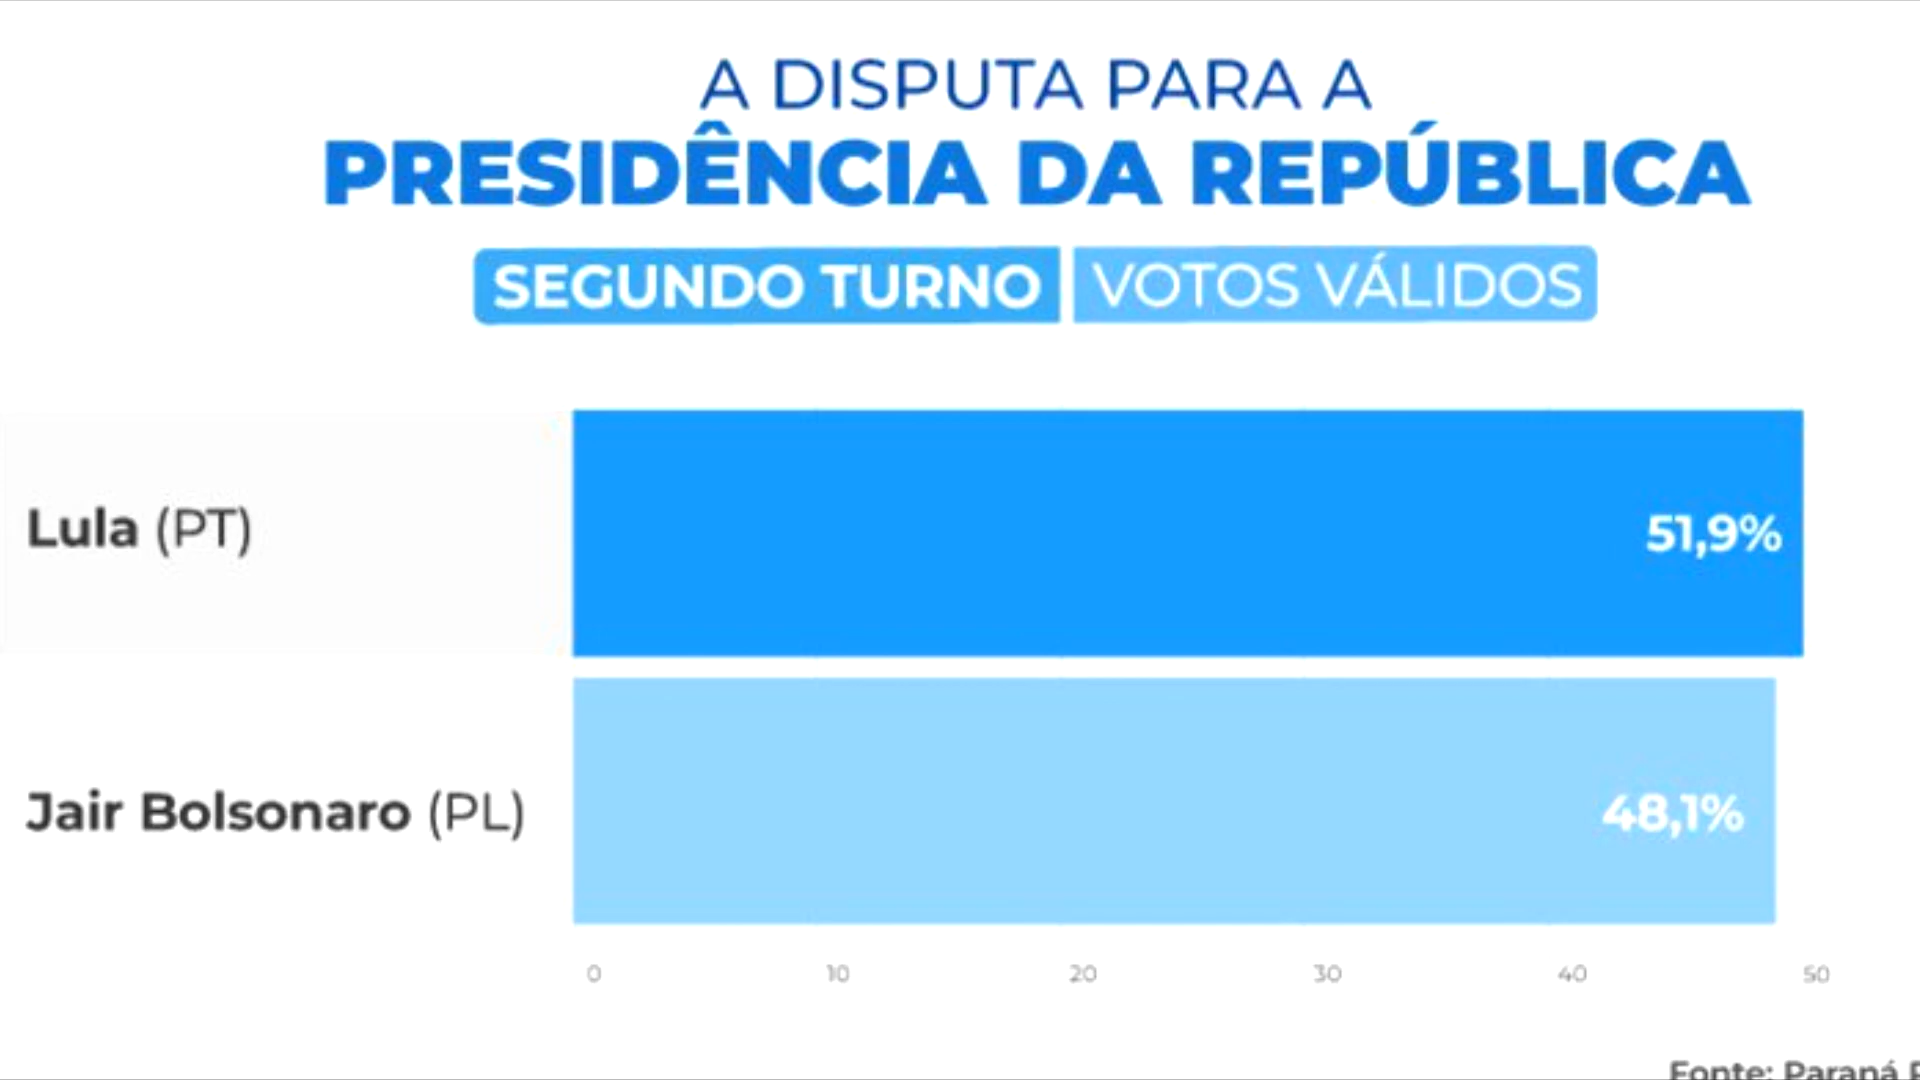 A DISPUTA PARA A
PRESIDÊNCIA DA REPÚBLICA
SEGUNDO TURNO VOTOS VÁLIDOS
Lula (PT) 51,9%
Jair Bolsonaro (PL) 48,1%
0 10 20 30 40 50
Fonte: Paraná